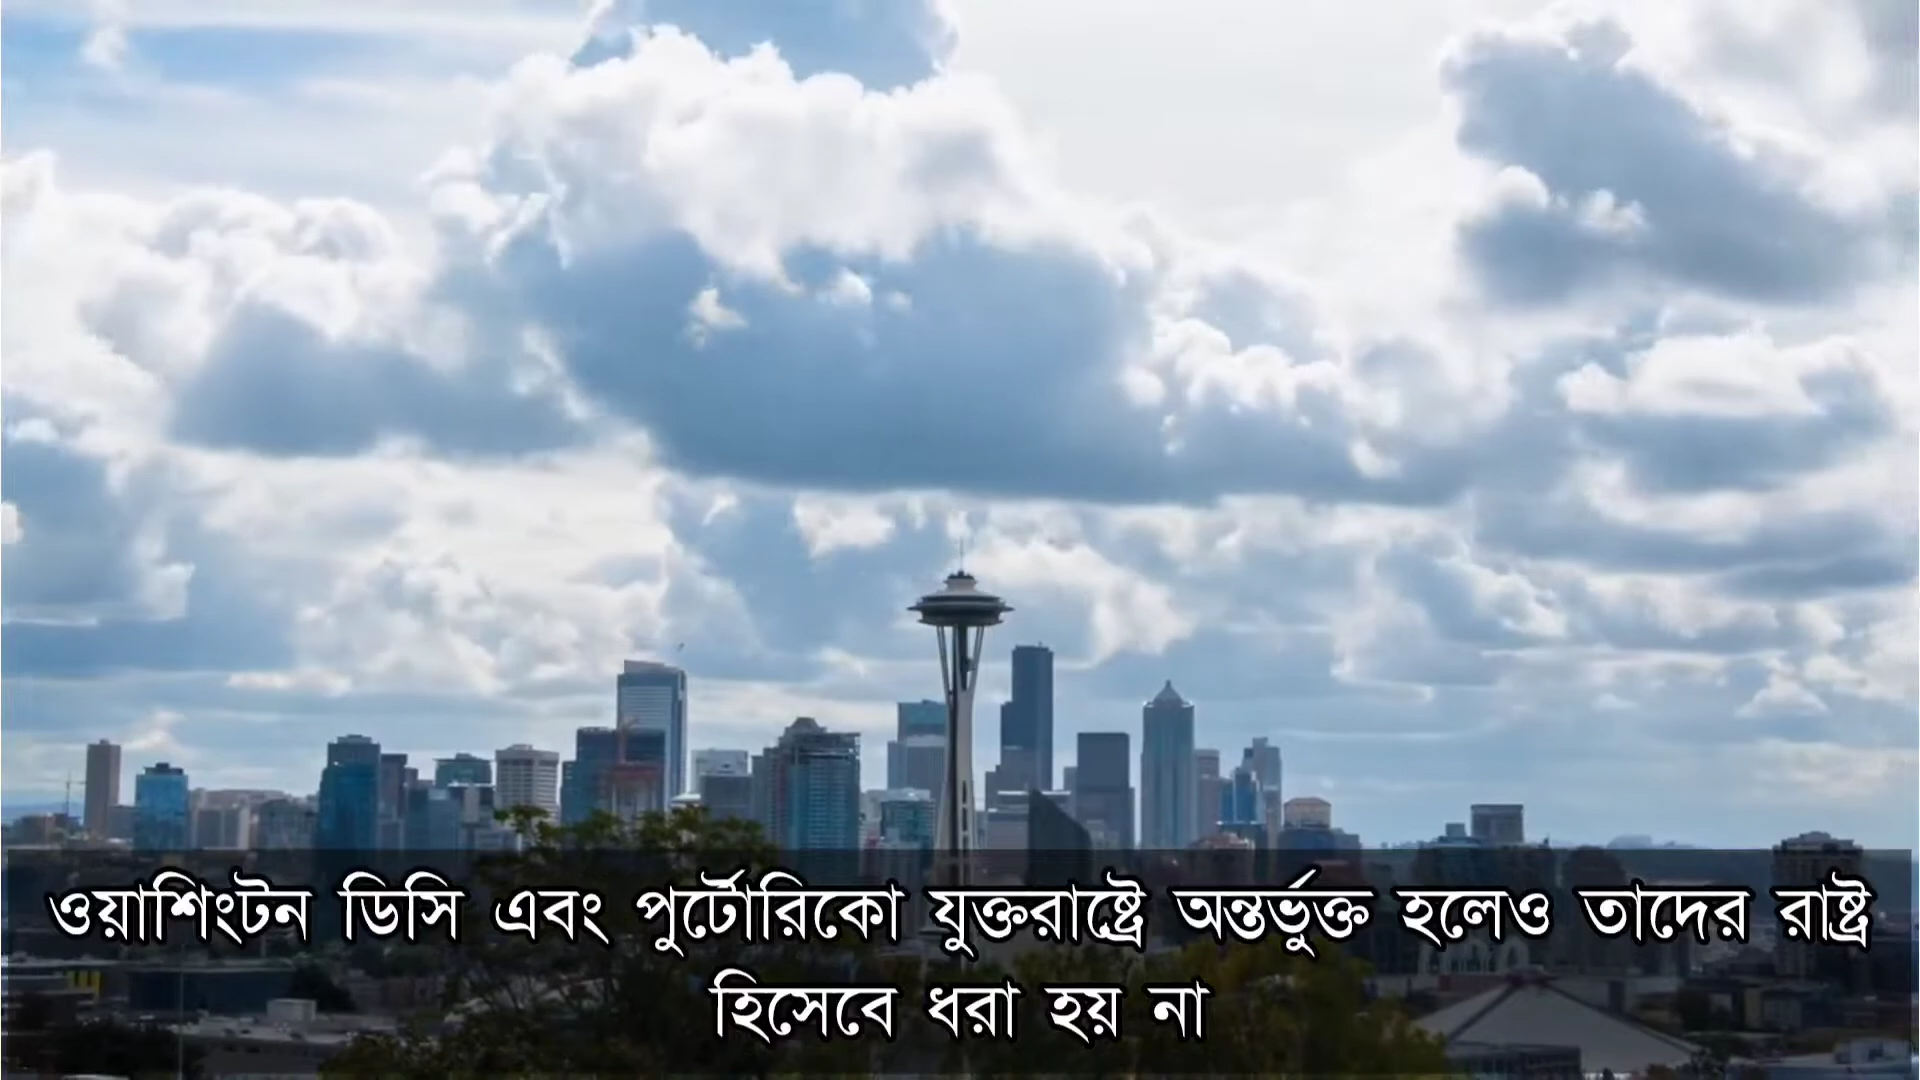 ওয়াশিংটন ডিসি এবং পুর্টোরিকো যুক্তরাষ্ট্রে অন্তর্ভুক্ত হলেও তাদের রাষ্ট্র
হিসেবে ধরা হয় না